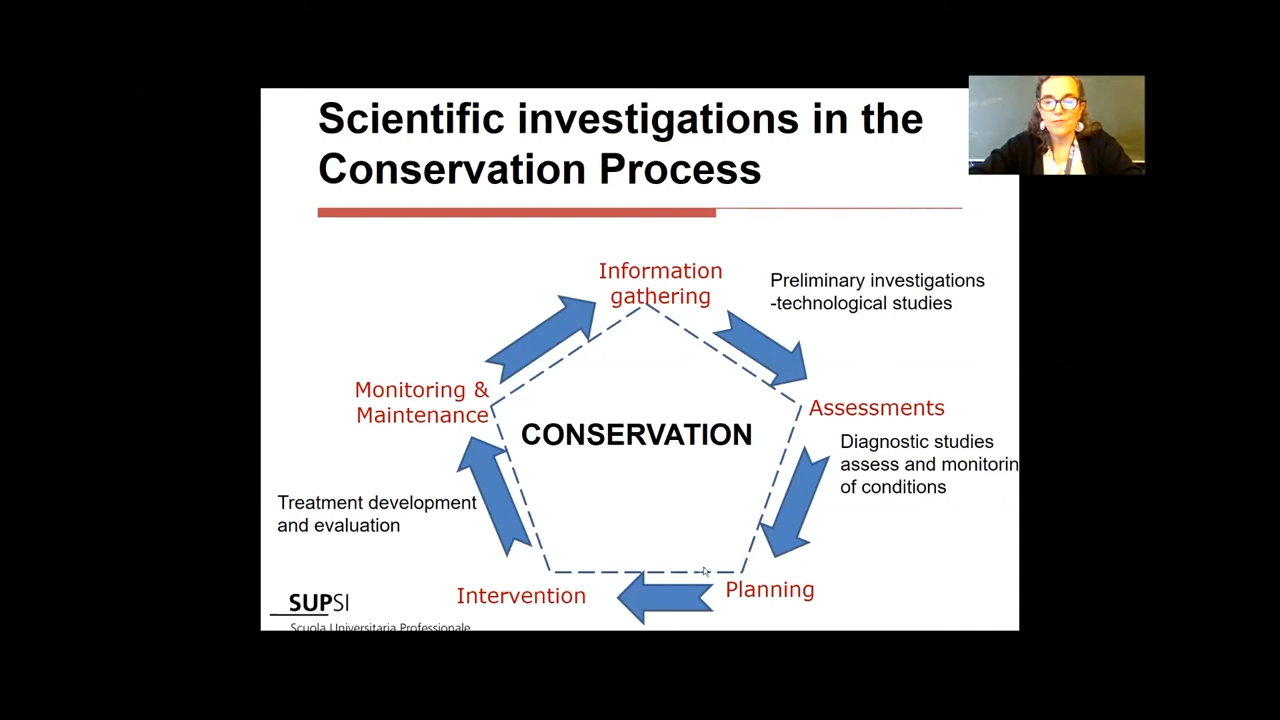 Scientific investigations in the
Conservation Process
Information
gathering
Preliminary investigations
-technological studies
Monitoring &
Maintenance
Assessments
CONSERVATION
Diagnostic studies
assess and monitorin
of conditions
Treatment development
and evaluation
Planning
Intervention
SUPSI
Scuola Universitaria Professionale